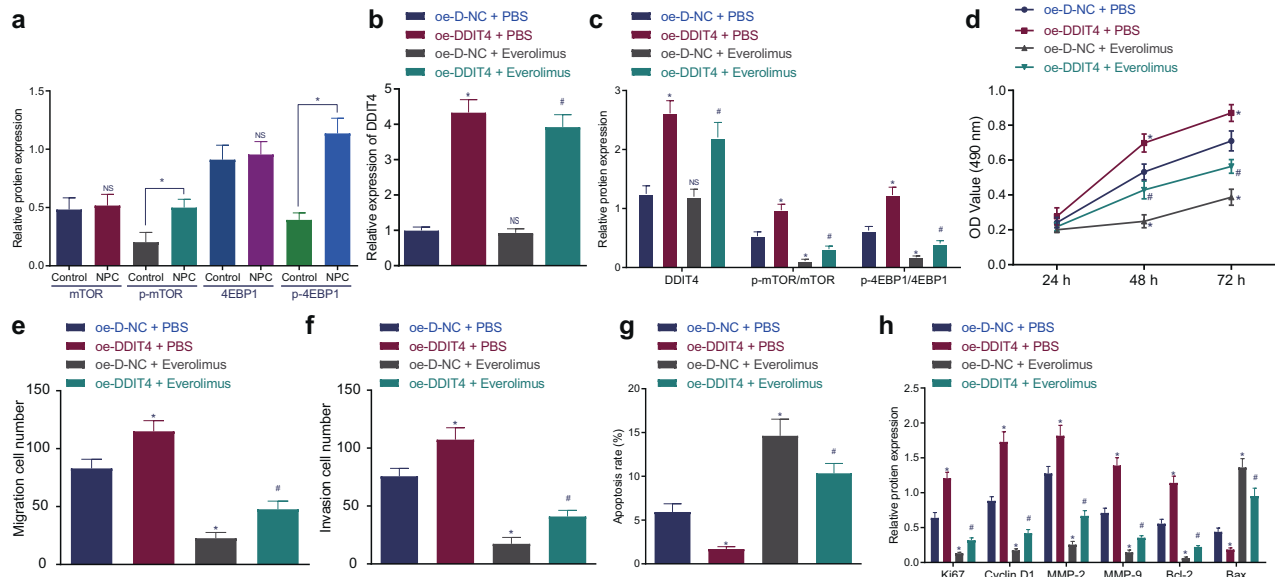 a
Relative protien expression
1.5
1.0
0.5
0.0
NS
*
NS
*
Control NPC Control NPC Control NPC Control NPC
mTOR p-mTOR 4EBP1 p-4EBP1
b
oe-D-NC + PBS
oe-DDIT4 + PBS
oe-D-NC + Everolimus
oe-DDIT4 + Everolimus
Relative expression of DDIT4
5
4
3
2
1
0
*
NS
#
c
oe-D-NC + PBS
oe-DDIT4 + PBS
oe-D-NC + Everolimus
oe-DDIT4 + Everolimus
Relative protien expression
3
2
1
0
* NS #
* * #
* * #
DDIT4 p-mTOR/mTOR p-4EBP1/4EBP1
d
oe-D-NC + PBS
oe-DDIT4 + PBS
oe-D-NC + Everolimus
oe-DDIT4 + Everolimus
OD Value (490 nm)
1.0
0.8
0.6
0.4
0.2
0.0
* *
# #
* *
24 h 48 h 72 h
e
oe-D-NC + PBS
oe-DDIT4 + PBS
oe-D-NC + Everolimus
oe-DDIT4 + Everolimus
Migration cell number
150
100
50
0
*
*
#
f
oe-D-NC + PBS
oe-DDIT4 + PBS
oe-D-NC + Everolimus
oe-DDIT4 + Everolimus
Invasion cell number
150
100
50
0
*
*
#
g
oe-D-NC + PBS
oe-DDIT4 + PBS
oe-D-NC + Everolimus
oe-DDIT4 + Everolimus
Apoptosis rate (%)
20
15
10
5
0
*
*
#
h
oe-D-NC + PBS
oe-DDIT4 + PBS
oe-D-NC + Everolimus
oe-DDIT4 + Everolimus
Relative protien expression
2.5
2.0
1.5
1.0
0.5
0.0
* * #
* * #
* * #
* * #
* * #
* * #
Ki67 Cyclin D1 MMP-2 MMP-9 Bcl-2 Bax